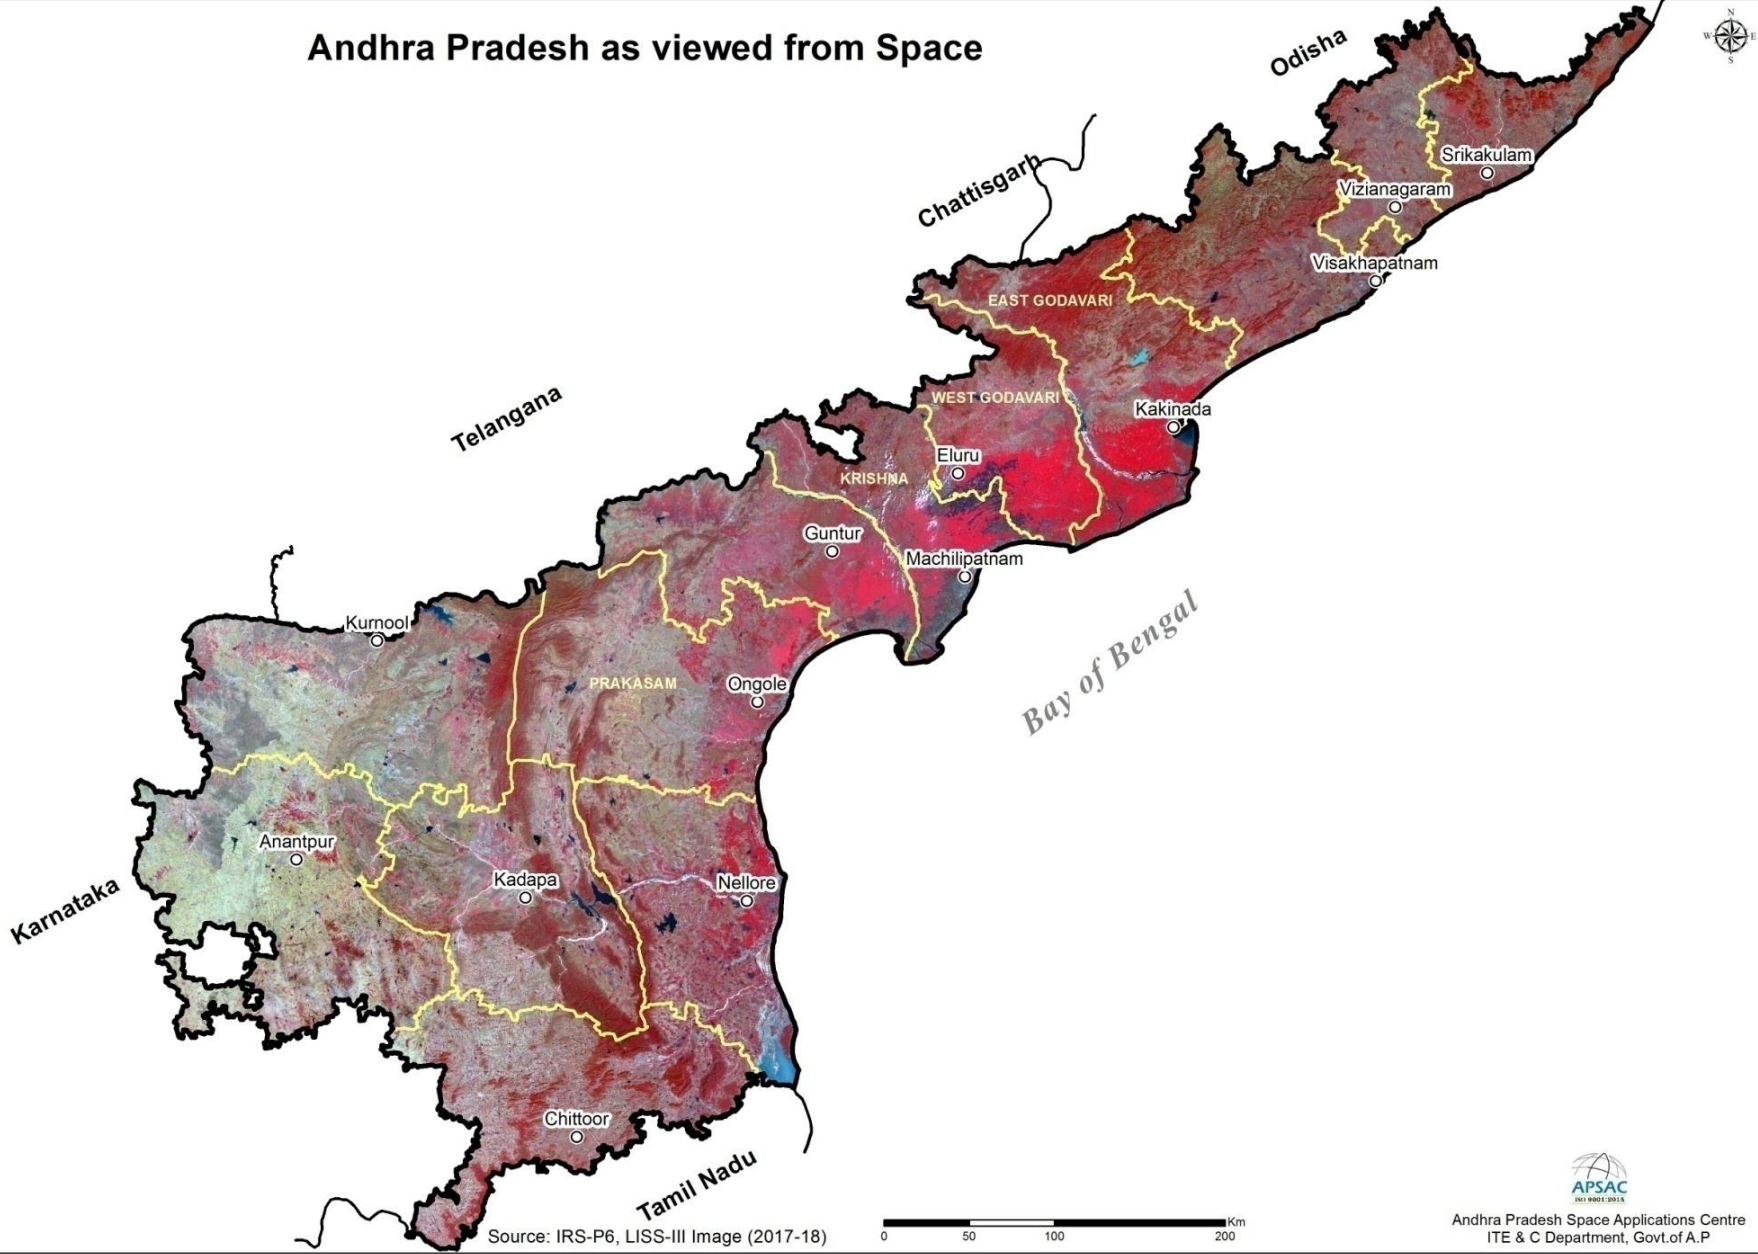 Andhra Pradesh as viewed from Space
N
W E
S
Odisha
Chattisgarh
Srikakulam
Vizianagaram
Visakhapatnam
EAST GODAVARI
WEST GODAVARI
Kakinada
Telangana
Eluru
KRISHNA
Guntur
Machilipatnam
Kurnool
Bay of Bengal
PRAKASAM
Ongole
Anantpur
Kadapa
Nellore
Karnataka
Chittoor
Tamil Nadu
APSAC
ISO 9001:2015
Source: IRS-P6, LISS-III Image (2017-18)
Km
0 50 100 200
Andhra Pradesh Space Applications Centre
ITE & C Department, Govt.of A.P